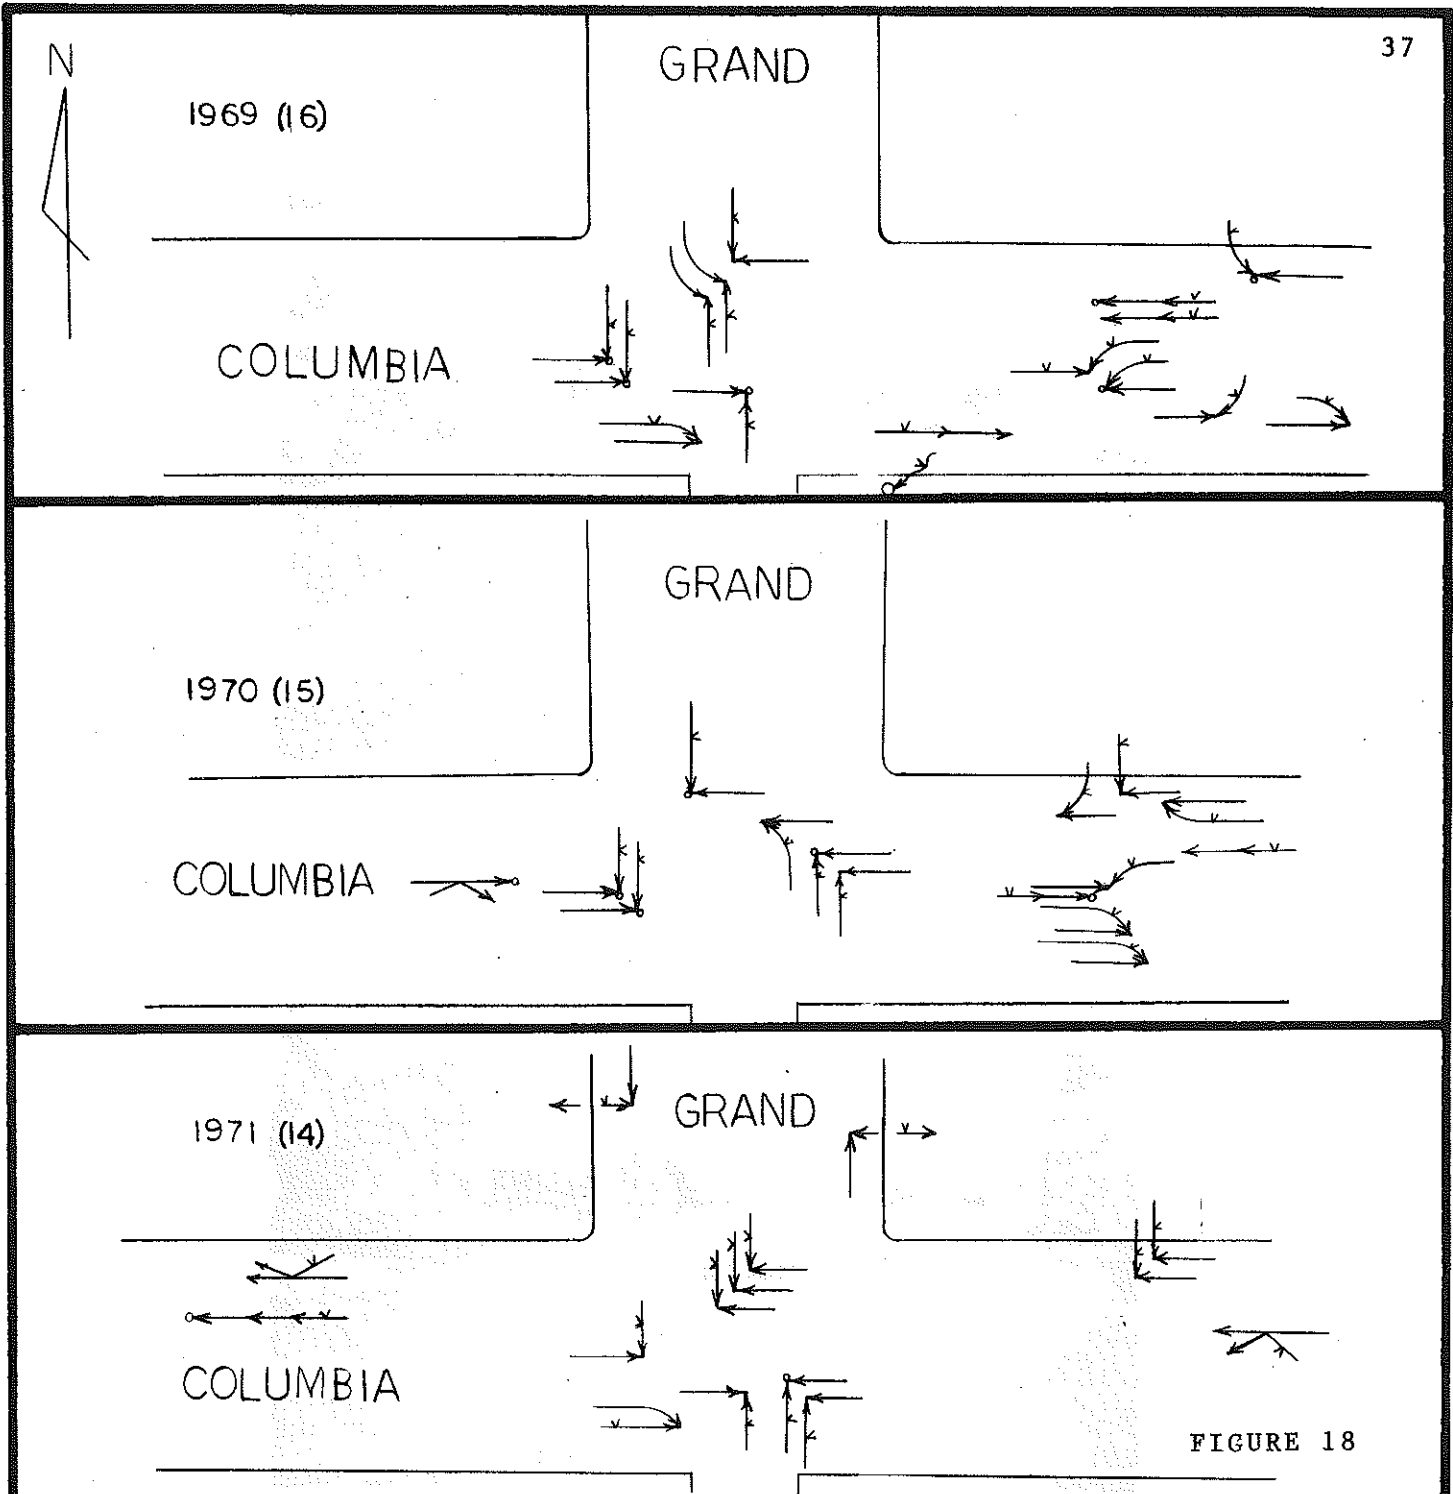 37
N
GRAND
1969 (16)
COLUMBIA
GRAND
1970 (15)
COLUMBIA
GRAND
1971 (14)
COLUMBIA
FIGURE 18